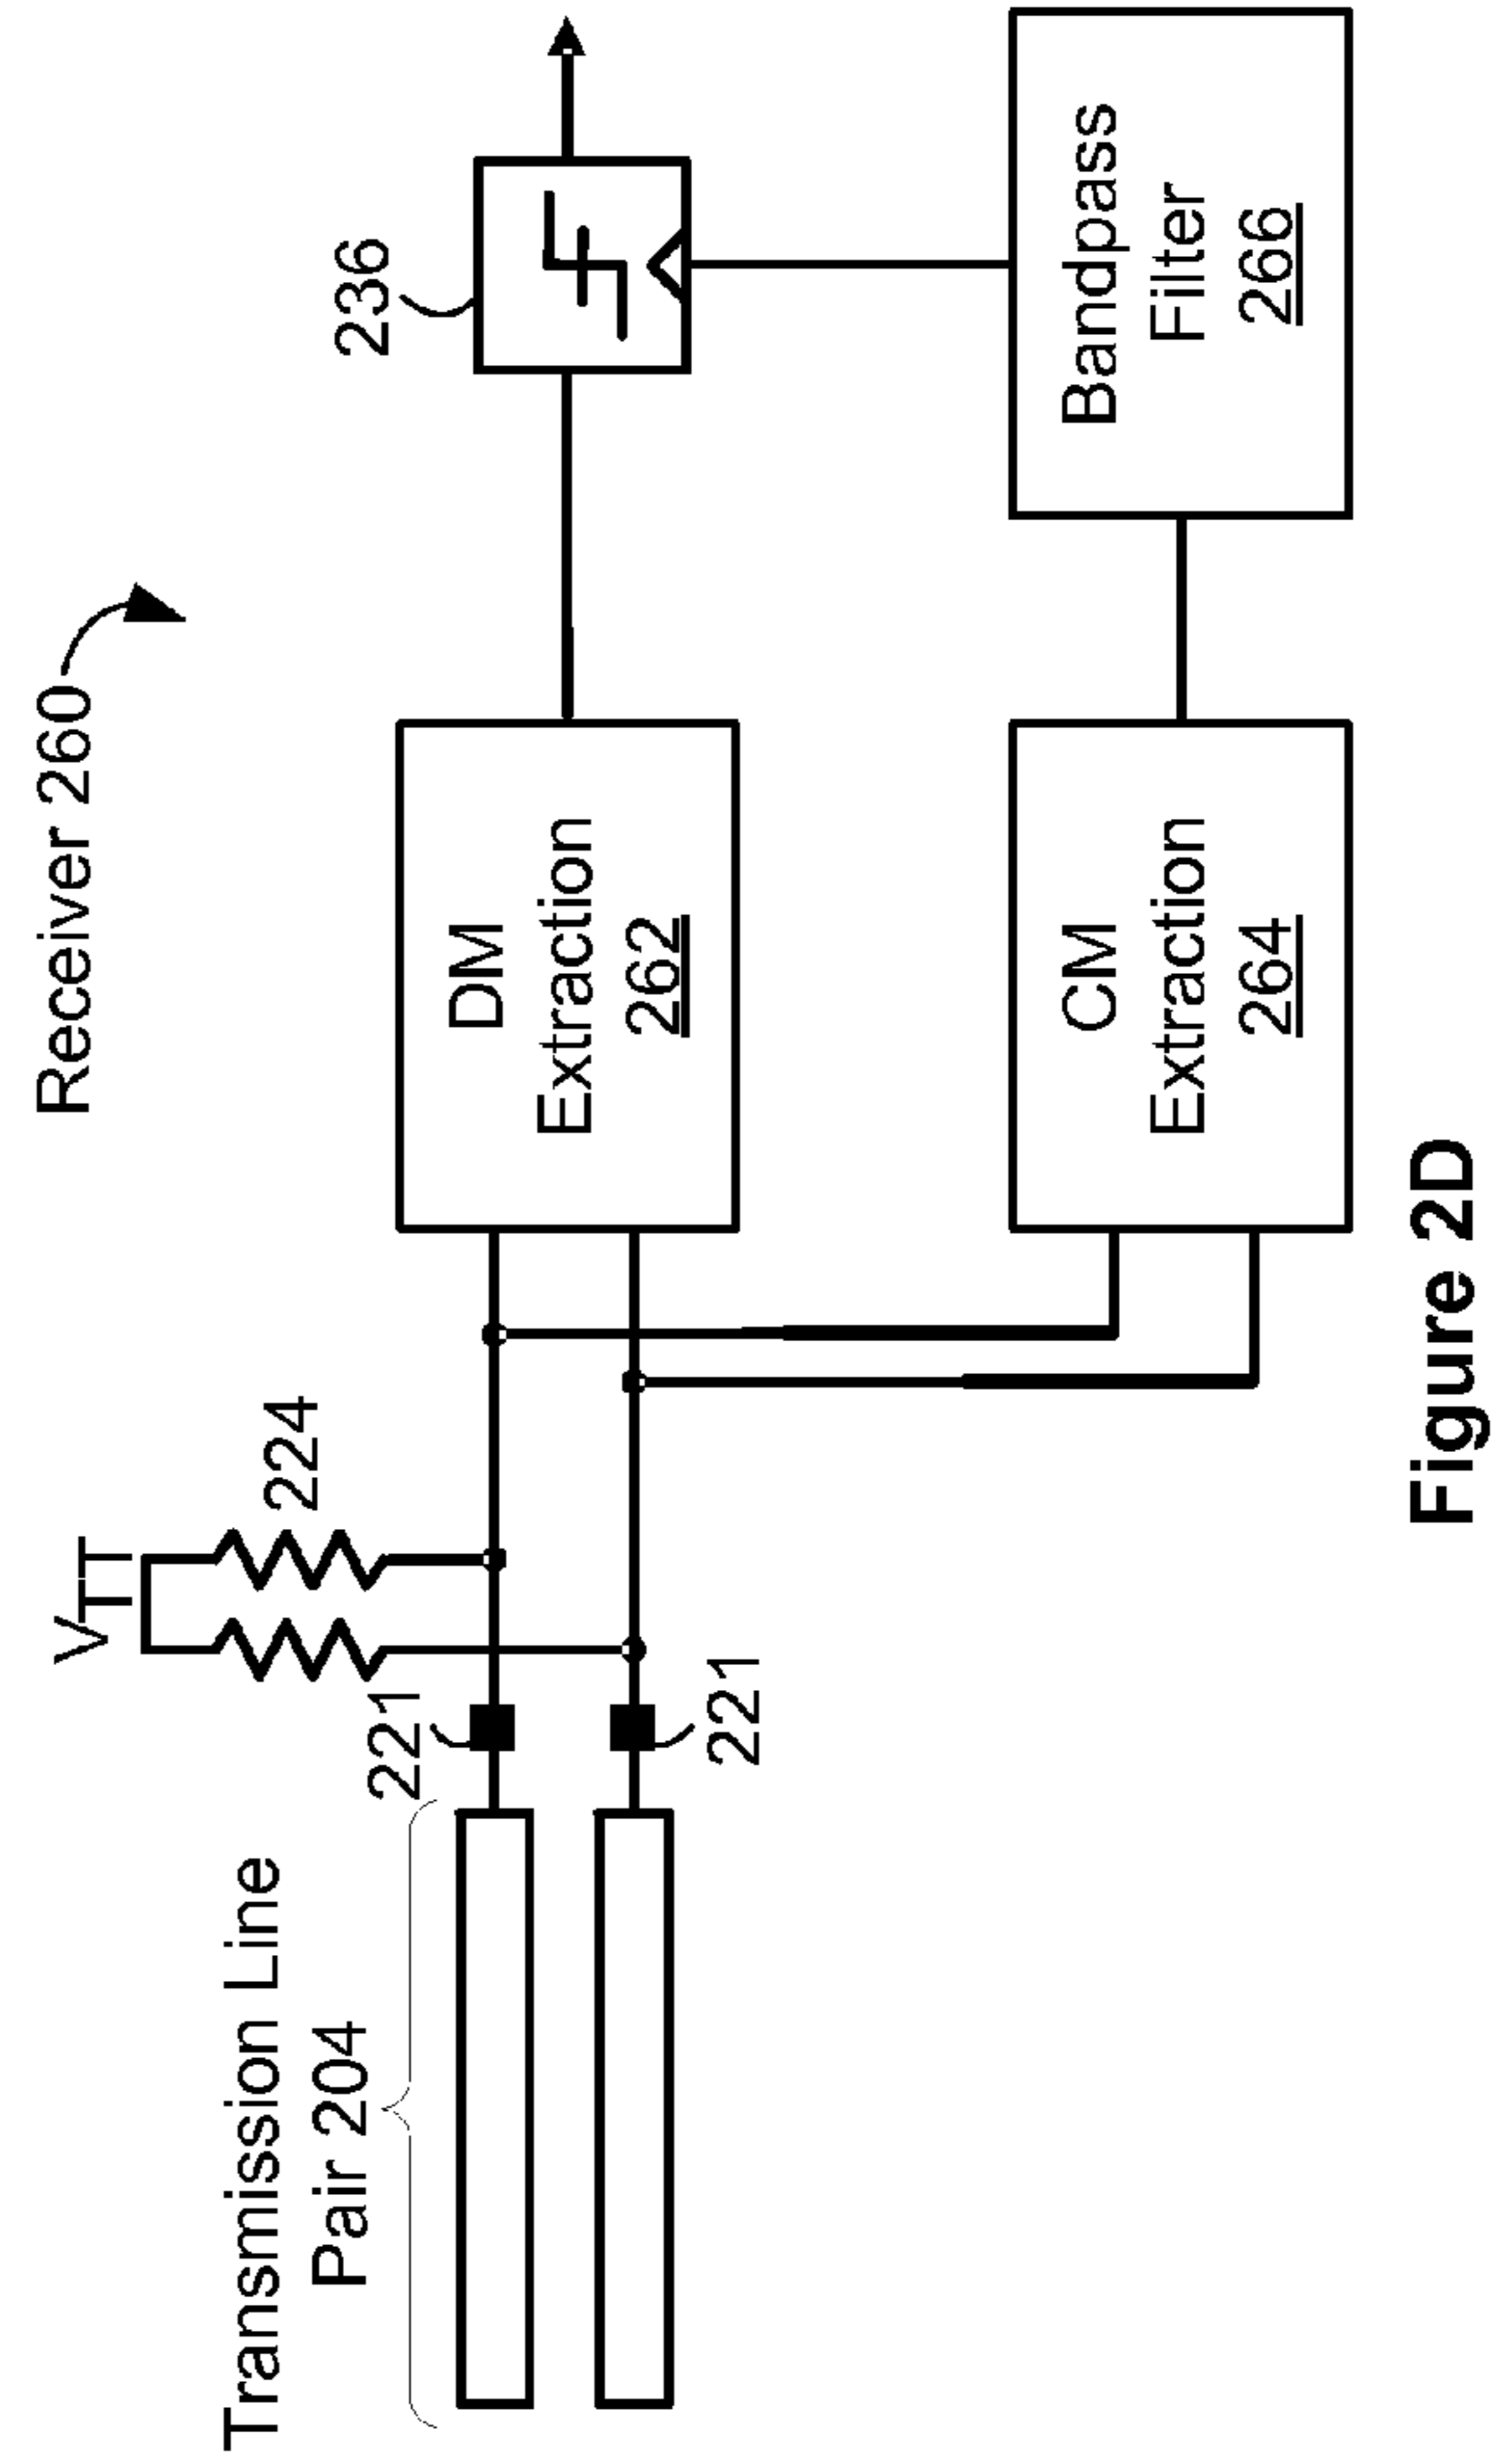 Receiver 260
V_TT
224
Transmission Line
Pair 204
221
221
DM
Extraction
262
236
CM
Extraction
264
Bandpass
Filter
266
Figure 2D